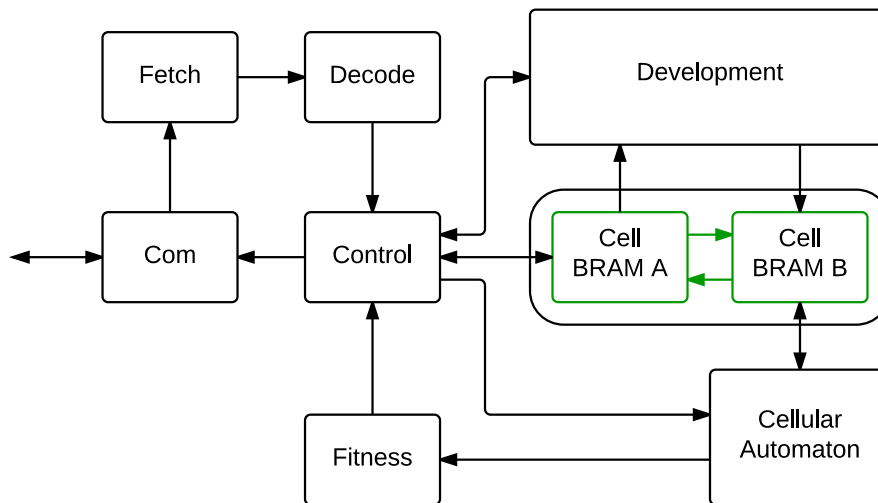 Fetch
Decode
Development
Com
Control
Cell
BRAM A
Cell
BRAM B
Fitness
Cellular
Automaton